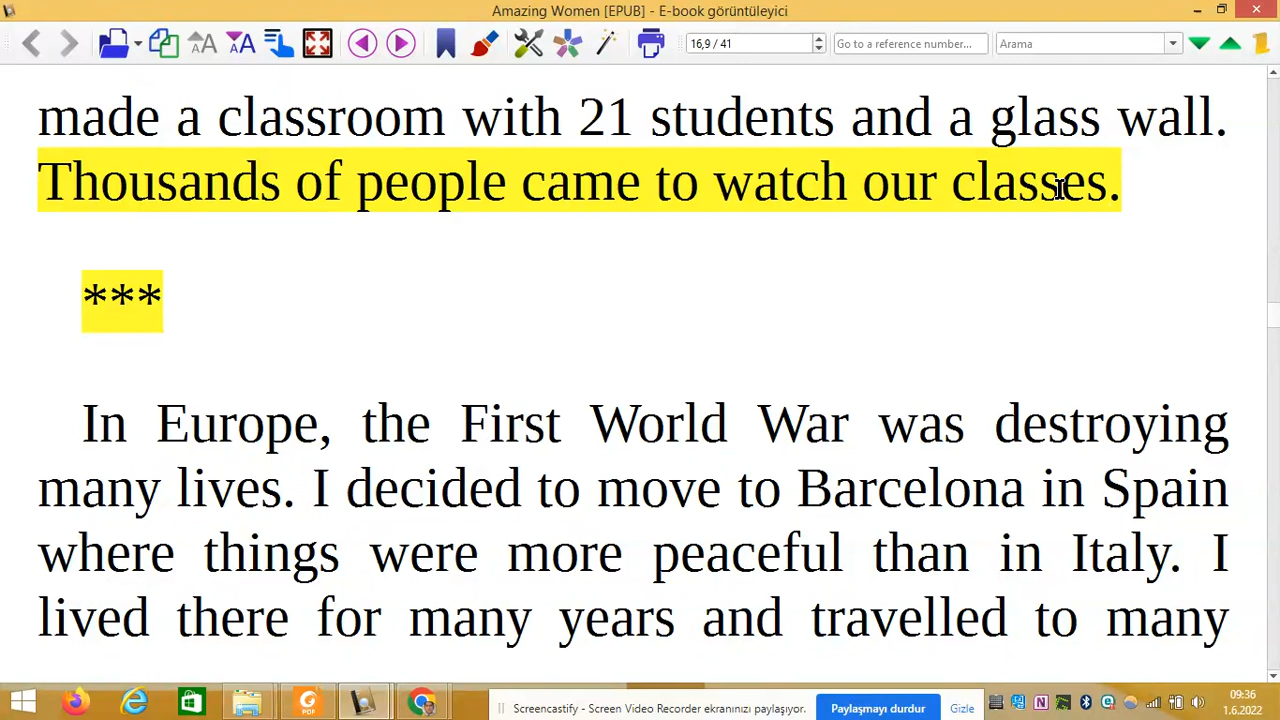 Amazing Women [EPUB] - E-book görüntüleyici
16,9 / 41
Go to a reference number...
Arama
made a classroom with 21 students and a glass wall.
Thousands of people came to watch our classes.
***
In Europe, the First World War was destroying
many lives. I decided to move to Barcelona in Spain
where things were more peaceful than in Italy. I
lived there for many years and travelled to many
Screencastify - Screen Video Recorder ekranınızı paylaşıyor.
Paylaşmayı durdur
Gizle
09:36
1.6.2022